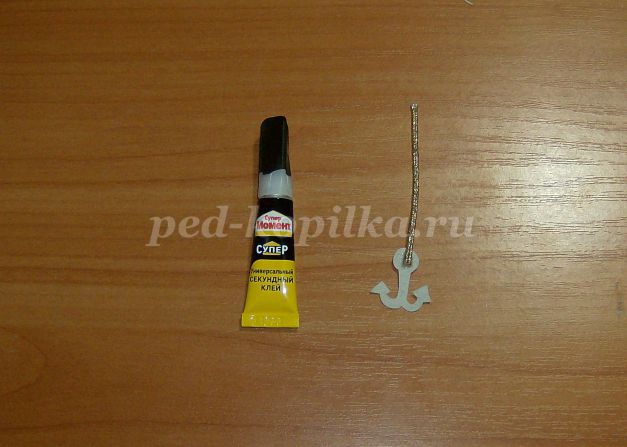 Супер
Момент
СУПЕР
Универсальный
СЕКУНДНЫЙ
КЛЕЙ
ped-kopilka.ru